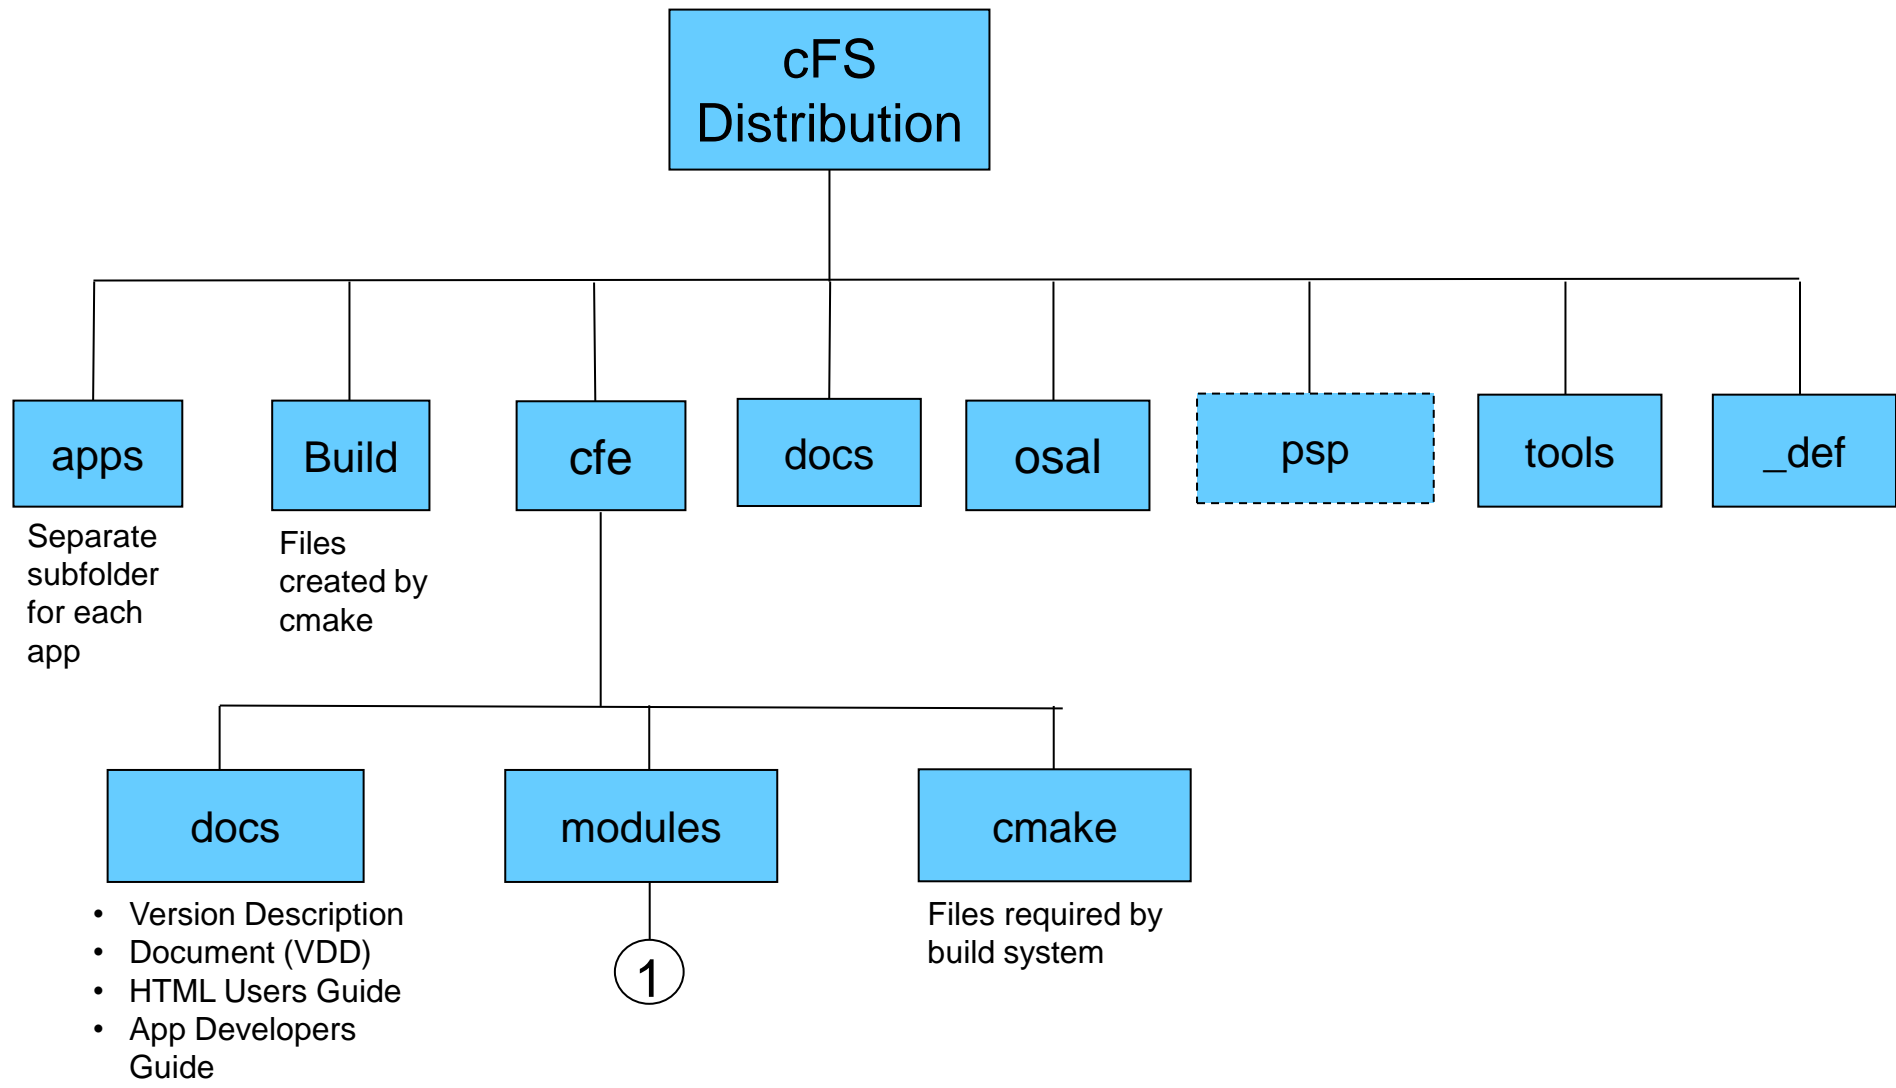 cFS
Distribution
apps
Build
cfe
docs
osal
psp
tools
_def
Separate
subfolder
for each
app
Files
created by
cmake
docs
modules
cmake
• Version Description
• Document (VDD)
• HTML Users Guide
• App Developers
Guide
1
Files required by
build system